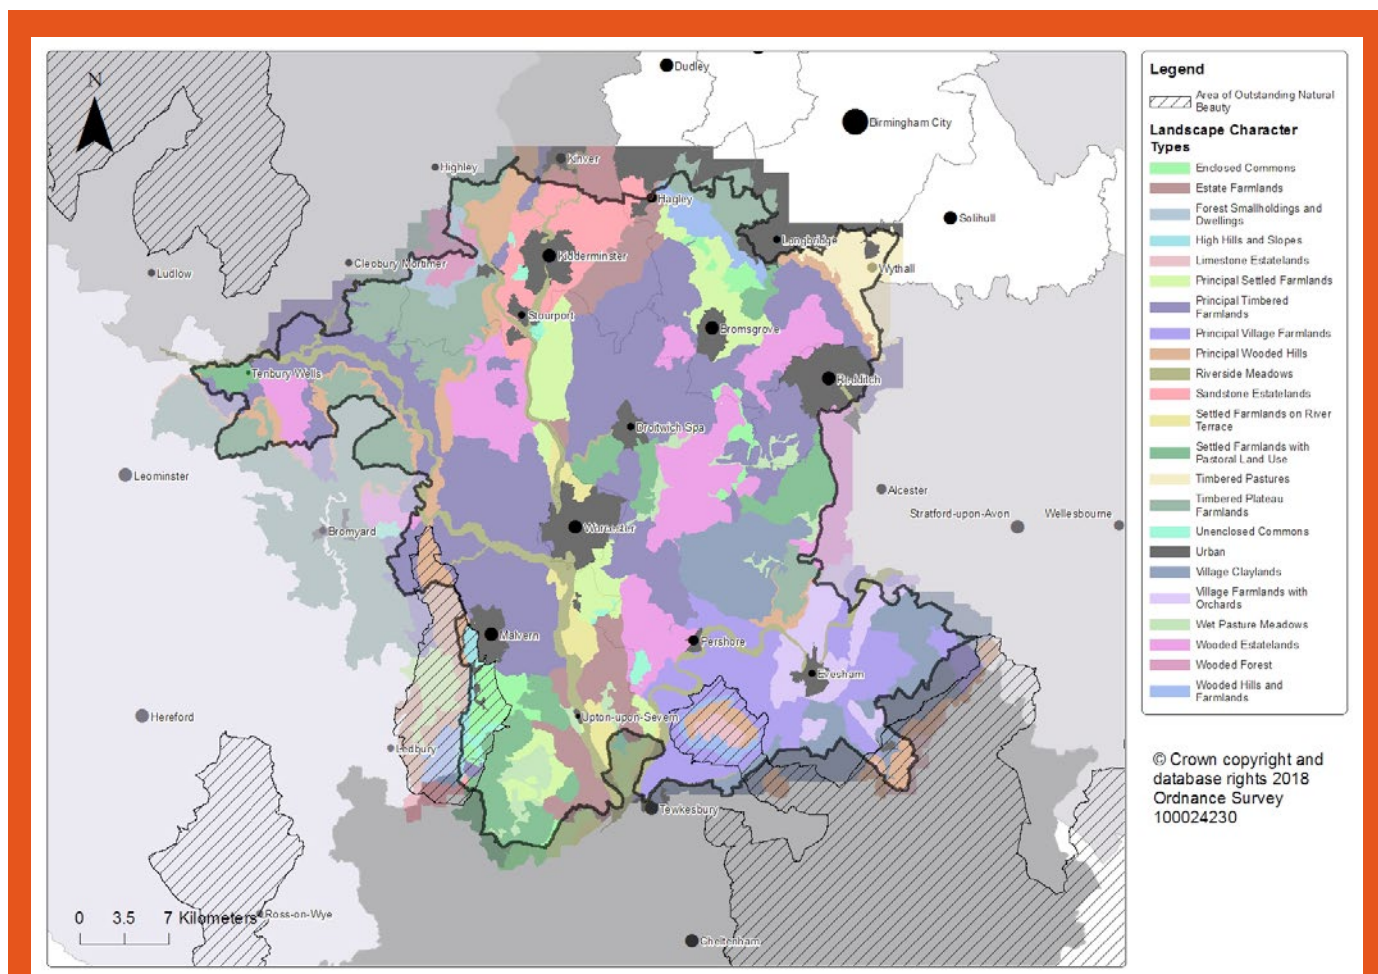 N
Dudley
Birmingham City
Kinver
Highley
Hagley
Solihull
Longbridge
Kidderminster
Cleobury Mortimer
Wythall
Ludlow
Stourport
Bromsgrove
Tenbury Wells
Redditch
Droitwich Spa
Leominster
Alcester
Stratford-upon-Avon
Wellesbourne
Bromyard
Worcester
Malvern
Pershore
Evesham
Hereford
Upton-upon-Severn
Ledbury
Tewkesbury
0 3.5 7 Kilometers
Ross-on-Wye
Cheltenham
Legend
Area of Outstanding Natural
Beauty
Landscape Character
Types
Enclosed Commons
Estate Farmlands
Forest Smallholdings and
Dwellings
High Hills and Slopes
Limestone Estatelands
Principal Settled Farmlands
Principal Timbered
Farmlands
Principal Village Farmlands
Principal Wooded Hills
Riverside Meadows
Sandstone Estatelands
Settled Farmlands on River
Terrace
Settled Farmlands with
Pastoral Land Use
Timbered Pastures
Timbered Plateau
Farmlands
Unenclosed Commons
Urban
Village Claylands
Village Farmlands with
Orchards
Wet Pasture Meadows
Wooded Estatelands
Wooded Forest
Wooded Hills and
Farmlands
© Crown copyright and
database rights 2018
Ordnance Survey
100024230